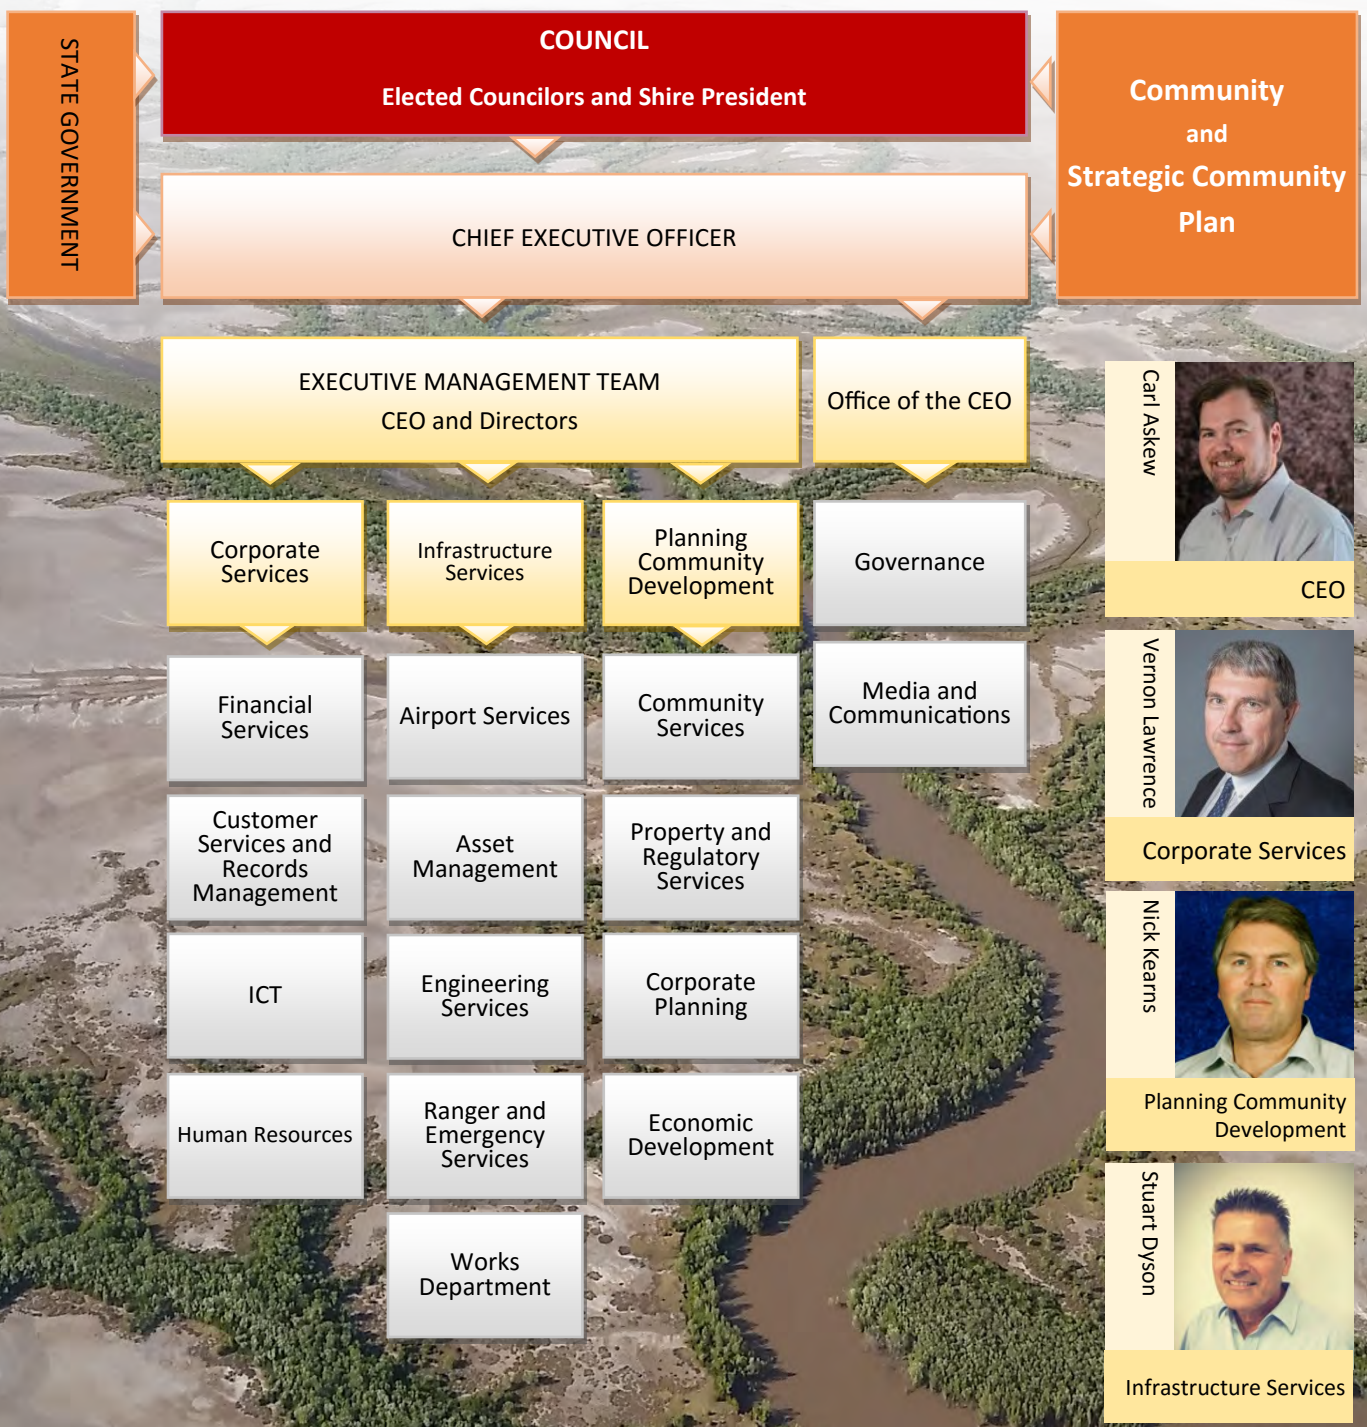 STATE GOVERNMENT
COUNCIL
Elected Councilors and Shire President
Community
and
Strategic Community
Plan
CHIEF EXECUTIVE OFFICER
EXECUTIVE MANAGEMENT TEAM
CEO and Directors
Office of the CEO
Corporate
Services
Infrastructure
Services
Planning
Community
Development
Governance
Financial
Services
Airport Services
Community
Services
Media and
Communications
Customer
Services and
Records
Management
Asset
Management
Property and
Regulatory
Services
ICT
Engineering
Services
Corporate
Planning
Human Resources
Ranger and
Emergency
Services
Economic
Development
Works
Department
Carl Askew
CEO
Vernon Lawrence
Corporate Services
Nick Kearns
Planning Community
Development
Stuart Dyson
Infrastructure Services